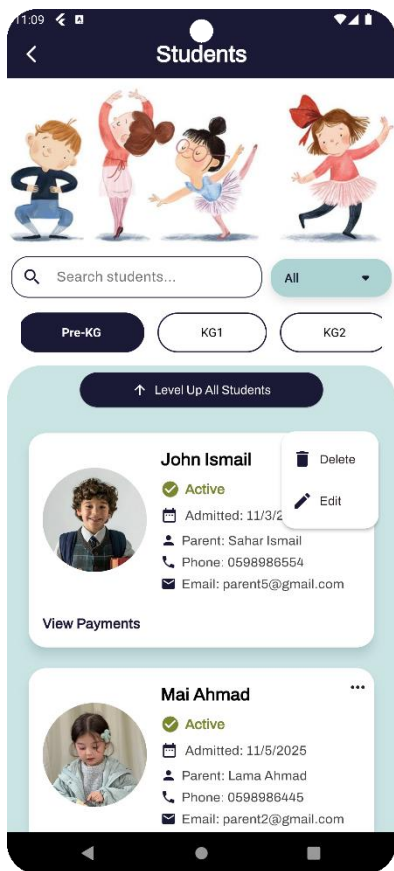 11:09
Students
Search students...
All
Pre-KG
KG1
KG2
Level Up All Students
John Ismail
Delete
Active
Edit
Admitted: 11/3/2
Parent: Sahar Ismail
Phone: 0598986554
Email: parent5@gmail.com
View Payments
Mai Ahmad
Active
Admitted: 11/5/2025
Parent: Lama Ahmad
Phone: 0598986445
Email: parent2@gmail.com